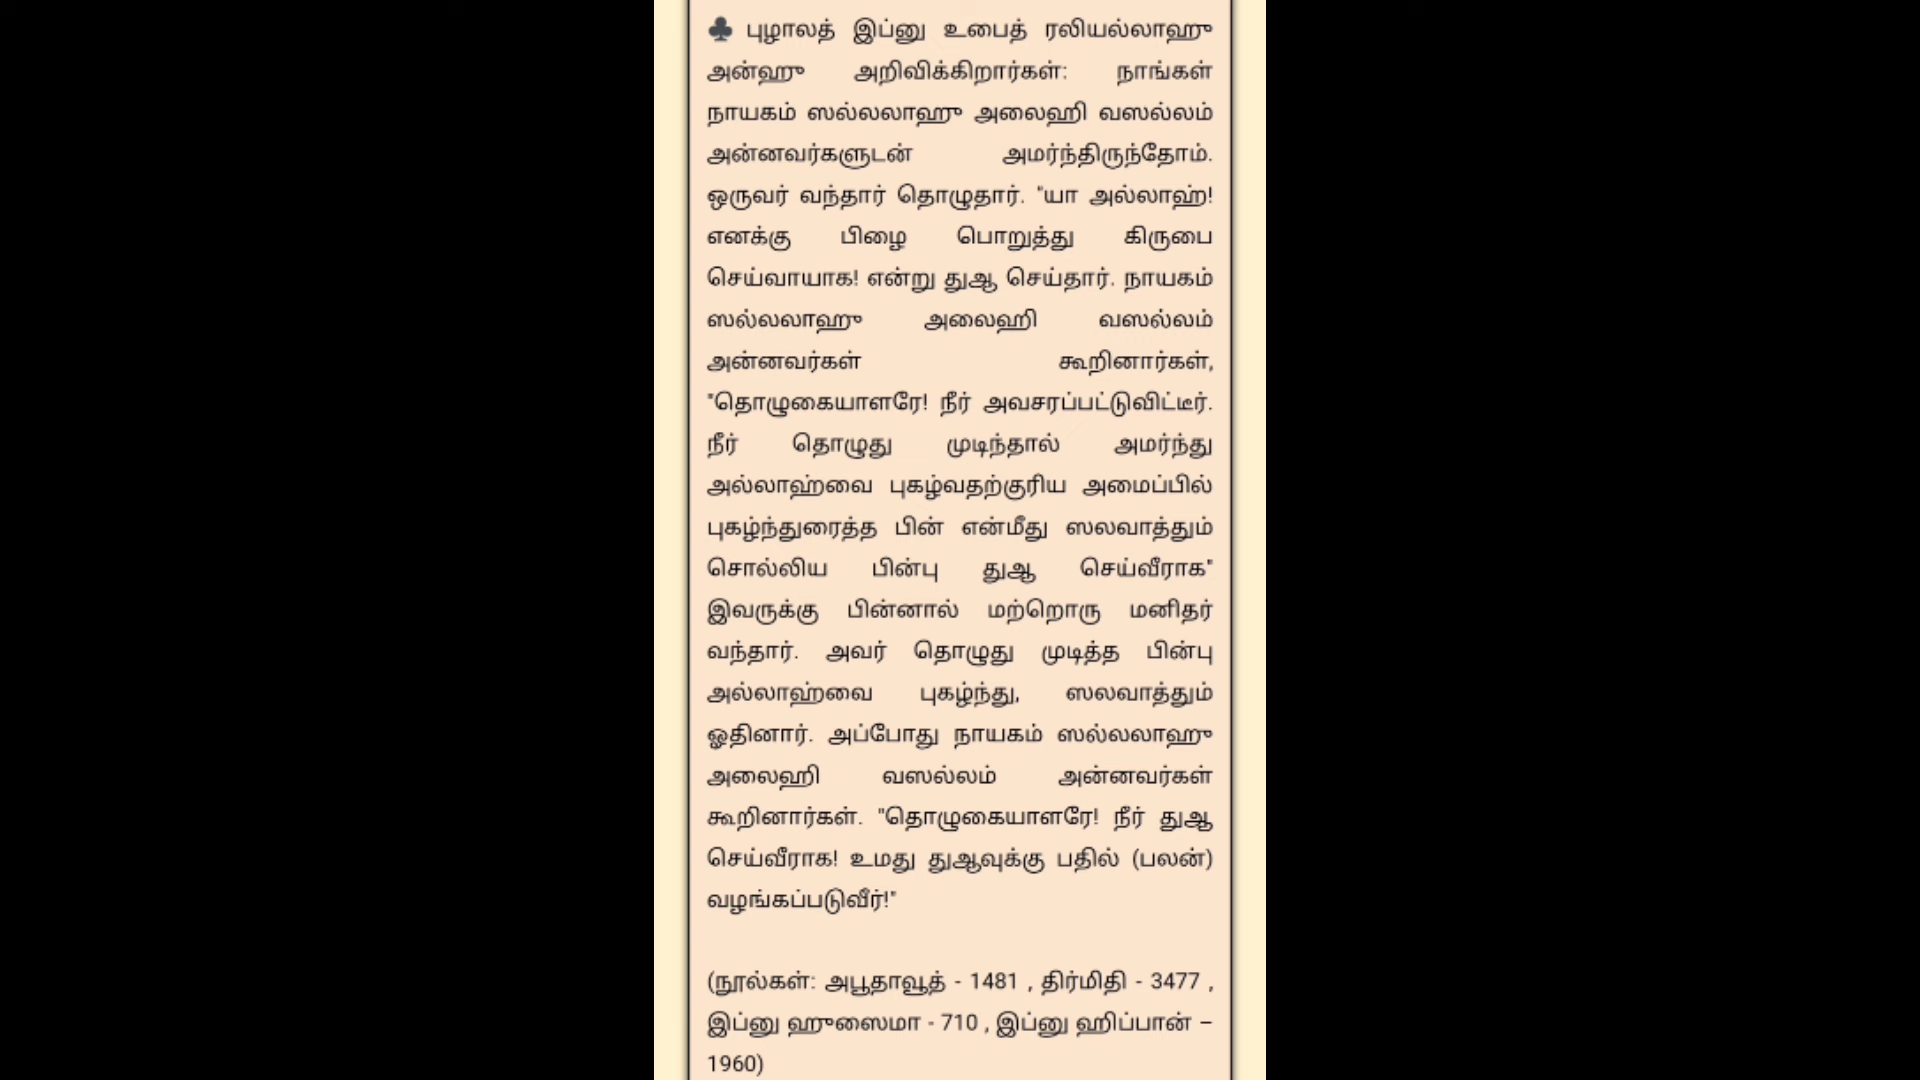 ♣ புழாலத் இப்னு உபைத் ரலியல்லாஹு
அன்ஹு அறிவிக்கிறார்கள்: நாங்கள்
நாயகம் ஸல்லலாஹு அலைஹி வஸல்லம்
அன்னவர்களுடன் அமர்ந்திருந்தோம்.
ஒருவர் வந்தார் தொழுதார். "யா அல்லாஹ்!
எனக்கு பிழை பொறுத்து கிருபை
செய்வாயாக! என்று துஆ செய்தார். நாயகம்
ஸல்லலாஹு அலைஹி வஸல்லம்
அன்னவர்கள் கூறினார்கள்,
"தொழுகையாளரே! நீர் அவசரப்பட்டுவிட்டீர்.
நீர் தொழுது முடிந்தால் அமர்ந்து
அல்லாஹ்வை புகழ்வதற்குரிய அமைப்பில்
புகழ்ந்துரைத்த பின் என்மீது ஸலவாத்தும்
சொல்லிய பின்பு துஆ செய்வீராக"
இவருக்கு பின்னால் மற்றொரு மனிதர்
வந்தார். அவர் தொழுது முடித்த பின்பு
அல்லாஹ்வை புகழ்ந்து, ஸலவாத்தும்
ஓதினார். அப்போது நாயகம் ஸல்லலாஹு
அலைஹி வஸல்லம் அன்னவர்கள்
கூறினார்கள். "தொழுகையாளரே! நீர் துஆ
செய்வீராக! உமது துஆவுக்கு பதில் (பலன்)
வழங்கப்படுவீர்!"
(நூல்கள்: அபூதாவூத் - 1481 , திர்மிதி - 3477 ,
இப்னு ஹுஸைமா - 710 , இப்னு ஹிப்பான் –
1960)